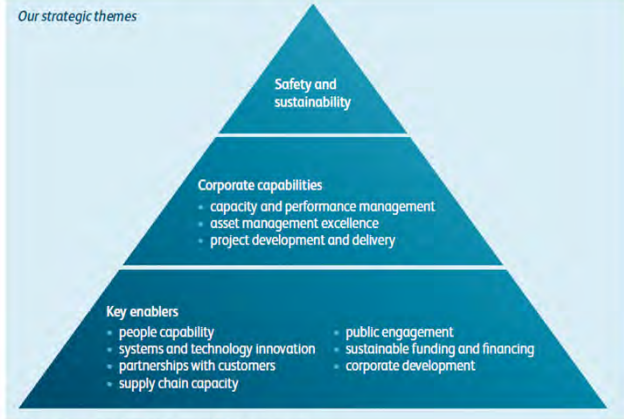 Our strategic themes
Safety and
sustainability
Corporate capabilities
capacity and performance management
asset management excellence
project development and delivery
Key enablers
people capability
systems and technology innovation
partnerships with customers
supply chain capacity
public engagement
sustainable funding and financing
corporate development